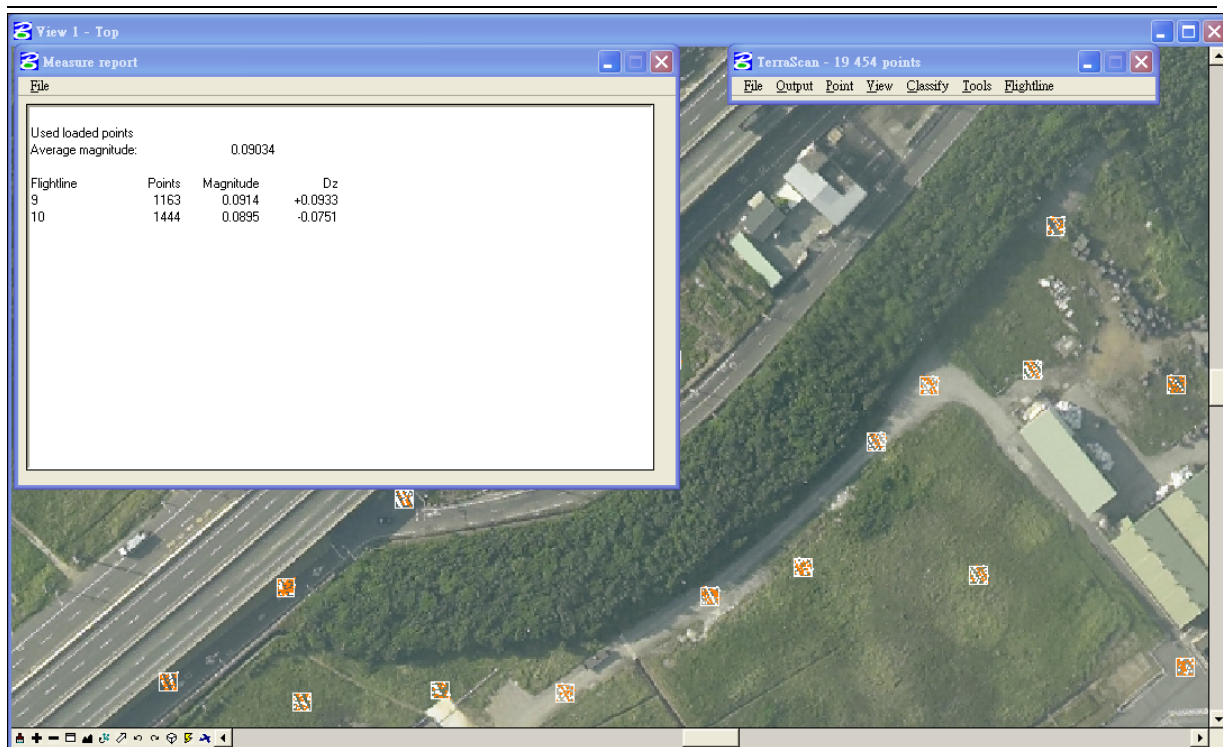 View 1 - Top
Measure report
File
Used loaded points
Average magnitude: 0.09034
Flightline Points Magnitude Dz
9 1163 0.0914 +0.0933
10 1444 0.0895 -0.0751
TerraScan - 19 454 points
File Output Point View Classify Tools Flightline